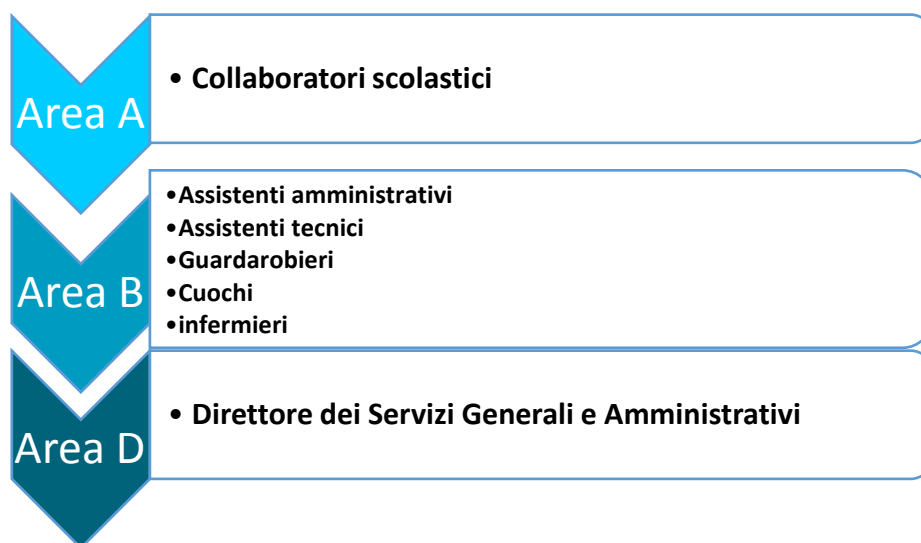 Area A
• Collaboratori scolastici
Area B
•Assistenti amministrativi
•Assistenti tecnici
•Guardarobieri
•Cuochi
•infermieri
Area D
• Direttore dei Servizi Generali e Amministrativi